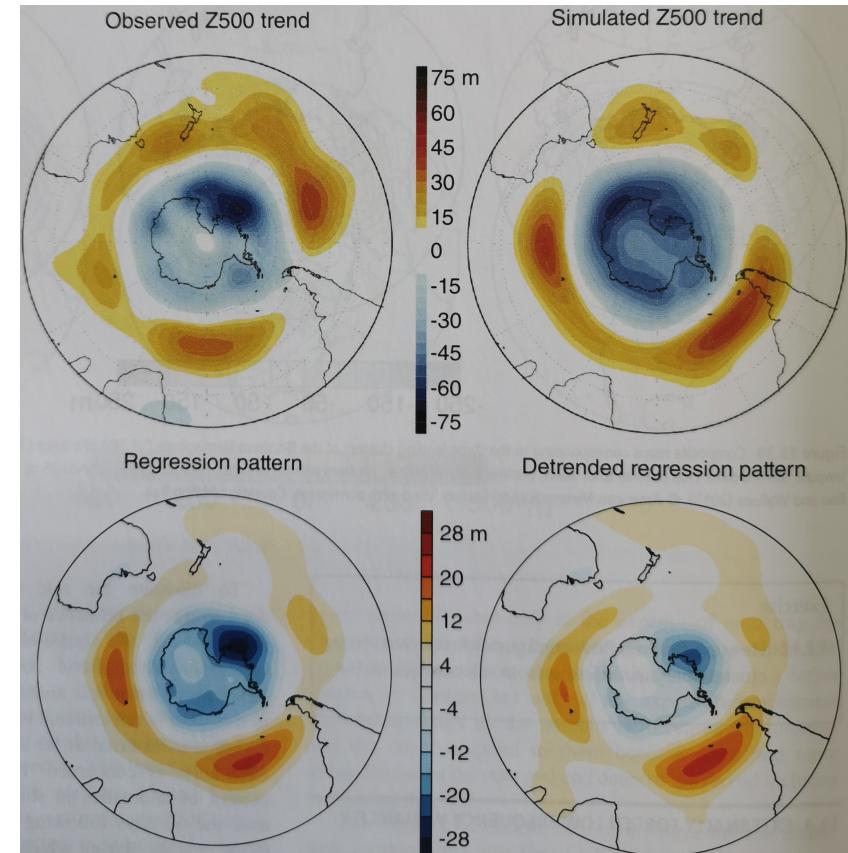 Observed Z500 trend
Simulated Z500 trend
75 m
60
45
30
15
0
-15
-30
-45
-60
-75
Regression pattern
Detrended regression pattern
28 m
20
12
4
-4
-12
-20
-28